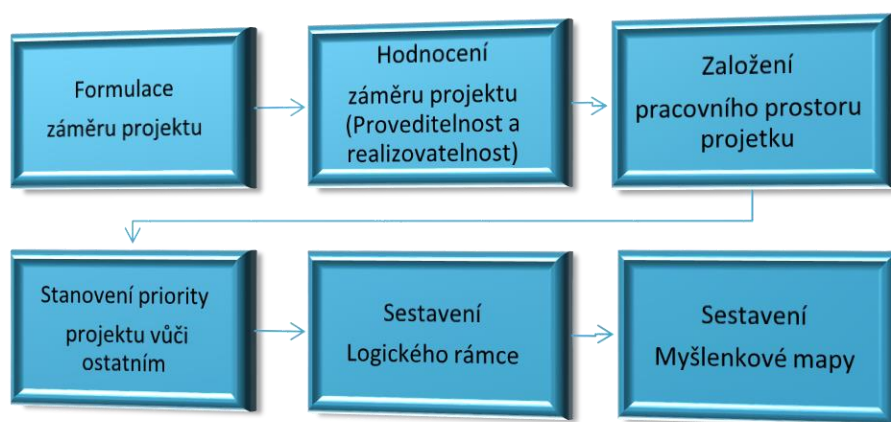 Formulace
záměru projektu
Hodnocení
záměru projektu
(Proveditelnost a
realizovatelnost)
Založení
pracovního prostoru
projetku
Stanovení priority
projektu vůči
ostatním
Sestavení
Logického rámce
Sestavení
Myšlenkové mapy